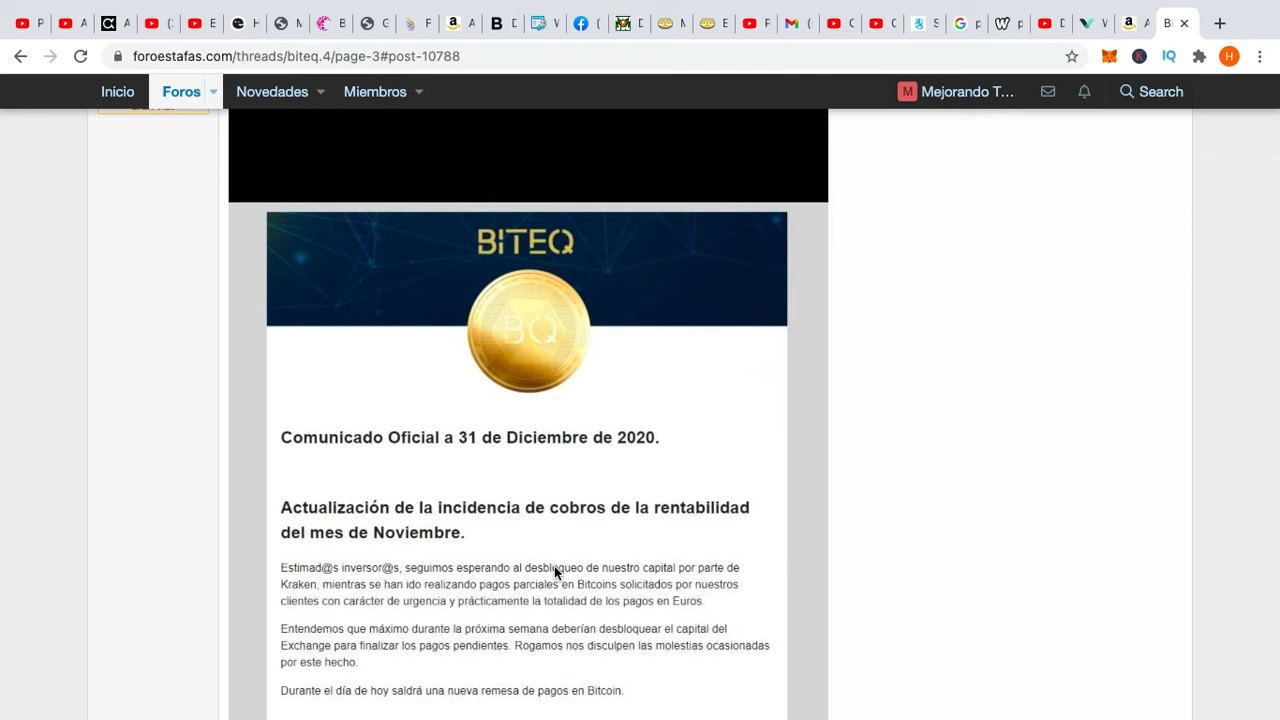 P
A
(
E
H
M
B
G
F
A
D
V
(
M
E
P
(
C
C
S
p
p
D
V
A
Bi
foroestafas.com/threads/biteq.4/page-3#post-10788
IQ
H
Inicio
Foros
Novedades
Miembros
M
Mejorando T...
Search
BITEQ
BQ
Comunicado Oficial a 31 de Diciembre de 2020.
Actualización de la incidencia de cobros de la rentabilidad
del mes de Noviembre.
Estimad@s inversor@s, seguimos esperando al desbloqueo de nuestro capital por parte de
Kraken, mientras se han ido realizando pagos parciales en Bitcoins solicitados por nuestros
clientes con carácter de urgencia y prácticamente la totalidad de los pagos en Euros.
Entendemos que máximo durante la próxima semana deberían desbloquear el capital del
Exchange para finalizar los pagos pendientes. Rogamos nos disculpen las molestias ocasionadas
por este hecho.
Durante el día de hoy saldrá una nueva remesa de pagos en Bitcoin.